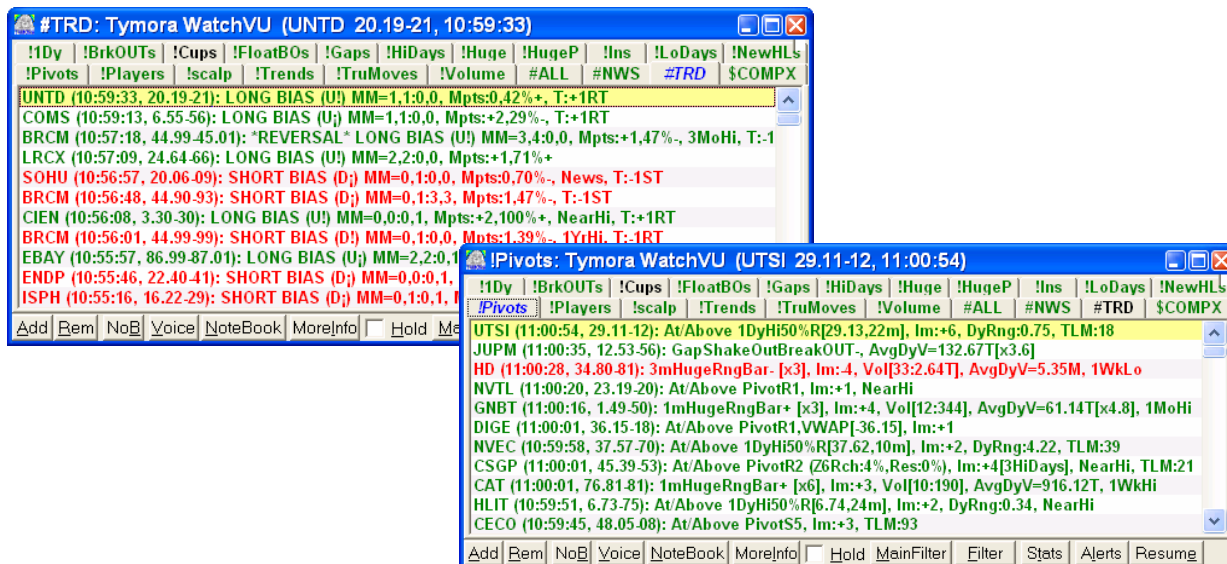 #TRD: Tymora WatchVU (UNTD 20.19-21, 10:59:33)
!1Dy !BrkOUTs !Cups !FloatBOs !Gaps !HiDays !Huge !HugeP !Ins !LoDays !NewHLs
!Pivots !Players !scalp !Trends !TruMoves !Volume #ALL #NWS #TRD $COMPX
UNTD (10:59:33, 20.19-21): LONG BIAS (U!) MM=1,1:0,0, Mpts:0,42%+, T:+1RT
COMS (10:59:13, 6.55-56): LONG BIAS (U¡) MM=1,1:0,0, Mpts:+2,29%-, T:+1RT
BRCM (10:57:18, 44.99-45.01): *REVERSAL* LONG BIAS (U!) MM=3,4:0,0, Mpts:+1,47%-, 3MoHi, T:-1
LRCX (10:57:09, 24.64-66): LONG BIAS (U!) MM=2,2:0,0, Mpts:+1,71%+
SOHU (10:56:57, 20.06-09): SHORT BIAS (D¡) MM=0,1:0,0, Mpts:0,70%-, News, T:-1ST
BRCM (10:56:48, 44.90-93): SHORT BIAS (D¡) MM=0,1:3,3, Mpts:1,47%-, T:-1ST
CIEN (10:56:08, 3.30-30): LONG BIAS (U!) MM=0,0:0,1, Mpts:+2,100%+, NearHi, T:+1RT
BRCM (10:56:01, 44.99-99): SHORT BIAS (D!) MM=0,1:0,0, Mpts:1,39%-, 1YrHi, T:-1RT
EBAY (10:55:57, 86.99-87.01): LONG BIAS (U¡) MM=2,2:0,1
ENDP (10:55:46, 22.40-41): SHORT BIAS (D¡) MM=0,0:0,1,
ISPH (10:55:16, 16.22-29): SHORT BIAS (D¡) MM=0,1:0,1,
Add Rem NoB Voice NoteBook MoreInfo Hold
!Pivots: Tymora WatchVU (UTSI 29.11-12, 11:00:54)
!1Dy !BrkOUTs !Cups !FloatBOs !Gaps !HiDays !Huge !HugeP !Ins !LoDays !NewHLs
!Pivots !Players !scalp !Trends !TruMoves !Volume #ALL #NWS #TRD $COMPX
UTSI (11:00:54, 29.11-12): At/Above 1DyHi50%R[29.13,22m], Im:+6, DyRng:0.75, TLM:18
JUPM (11:00:35, 12.53-56): GapShakeOutBreakOUT-, AvgDyV=132.67T[x3.6]
HD (11:00:28, 34.80-81): 3mHugeRngBar- [x3], Im:-4, Vol[33:2.64T], AvgDyV=5.35M, 1WkLo
NVTL (11:00:20, 23.19-20): At/Above PivotR1, Im:+1, NearHi
GNBT (11:00:16, 1.49-50): 1mHugeRngBar+ [x3], Im:+4, Vol[12:344], AvgDyV=61.14T[x4.8], 1MoHi
DIGE (11:00:01, 36.15-18): At/Above PivotR1,VWAP[-36.15], Im:+1
NVEC (10:59:58, 37.57-70): At/Above 1DyHi50%R[37.62,10m], Im:+2, DyRng:4.22, TLM:39
CSGP (11:00:01, 45.39-53): At/Above PivotR2 (Z6Rch:4%,Res:0%), Im:+4[3HiDays], NearHi, TLM:21
CAT (11:00:01, 76.81-81): 1mHugeRngBar+ [x6], Im:+3, Vol[10:190], AvgDyV=916.12T, 1WkHi
HLIT (10:59:51, 6.73-75): At/Above 1DyHi50%R[6.74,24m], Im:+2, DyRng:0.34, NearHi
CECO (10:59:45, 48.05-08): At/Above PivotS5, Im:+3, TLM:93
Add Rem NoB Voice NoteBook MoreInfo Hold MainFilter Filter Stats Alerts Resume